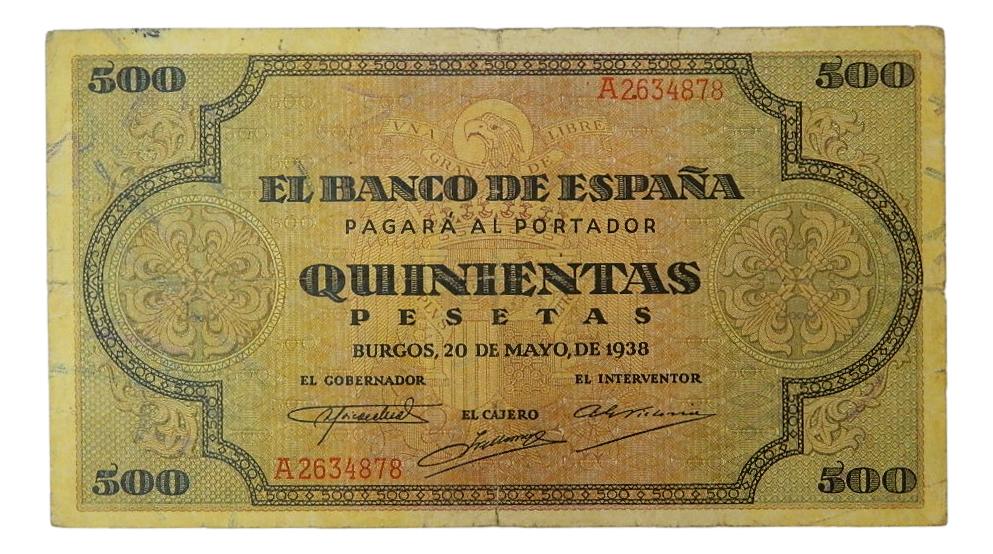 500 500
A2634878
UNA GRANDE LIBRE
EL BANCO DE ESPAÑA
PAGARÁ AL PORTADOR
QUINIENTAS
PESETAS
BURGOS, 20 DE MAYO, DE 1938
EL GOBERNADOR EL INTERVENTOR
EL CAJERO
A2634878
500 500